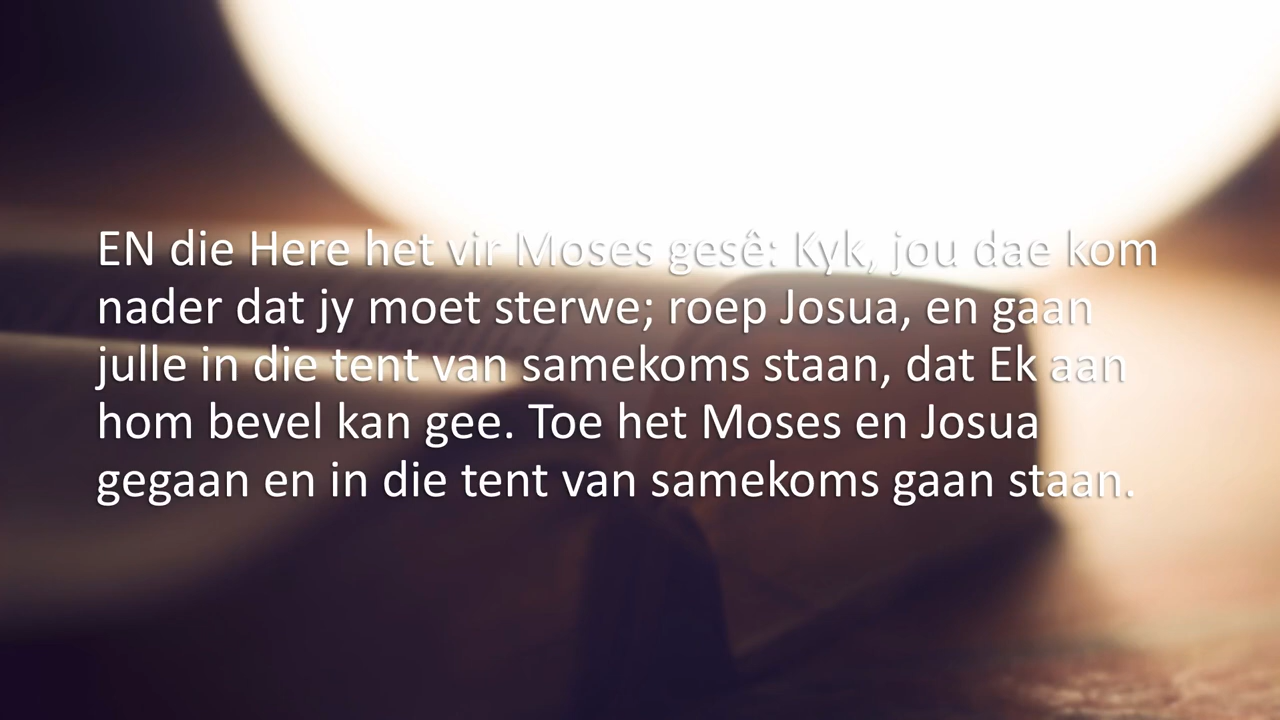 EN die Here het vir Moses gesê: Kyk, jou dae kom
nader dat jy moet sterwe; roep Josua, en gaan
julle in die tent van samekoms staan, dat Ek aan
hom bevel kan gee. Toe het Moses en Josua
gegaan en in die tent van samekoms gaan staan.